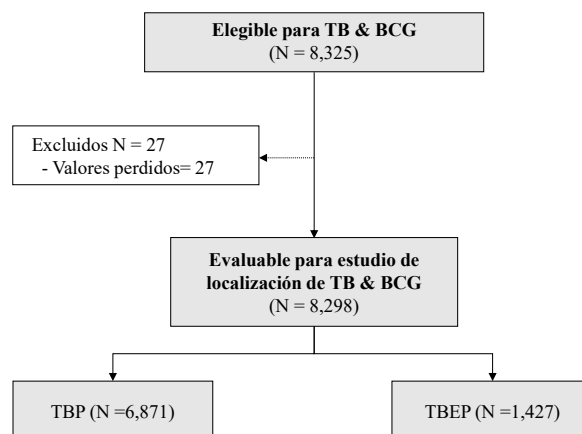 Elegible para TB & BCG
(N = 8,325)
Excluidos N = 27
- Valores perdidos= 27
Evaluable para estudio de
localización de TB & BCG
(N = 8,298)
TBP (N =6,871)
TBEP (N =1,427)